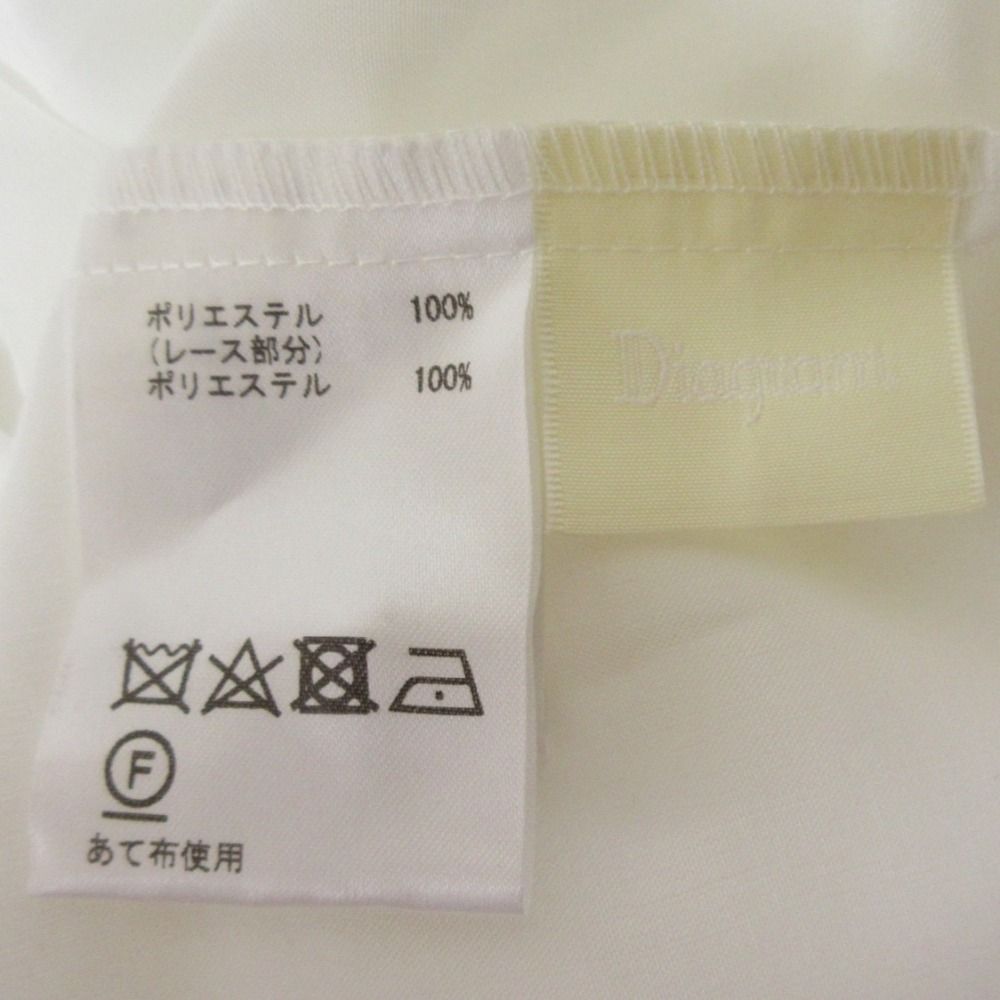 ポリエステル 100%
(レース部分)
ポリエステル 100%
F
あて布使用
Diagram